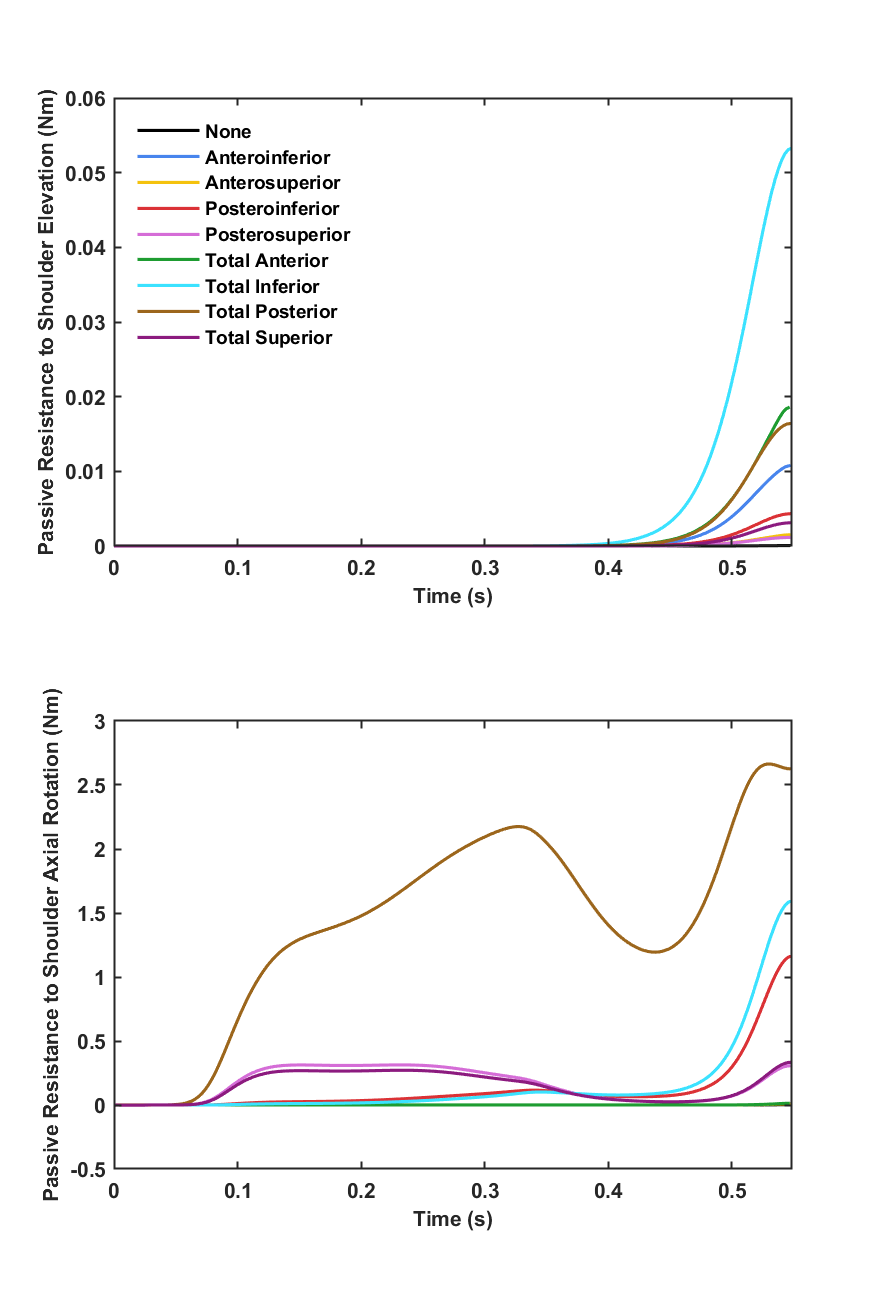 Passive Resistance to Shoulder Elevation (Nm)
0.06
0.05
0.04
0.03
0.02
0.01
0
None
Anteroinferior
Anterosuperior
Posteroinferior
Posterosuperior
Total Anterior
Total Inferior
Total Posterior
Total Superior
0 0.1 0.2 0.3 0.4 0.5
Time (s)
Passive Resistance to Shoulder Axial Rotation (Nm)
3
2.5
2
1.5
1
0.5
0
-0.5
0 0.1 0.2 0.3 0.4 0.5
Time (s)